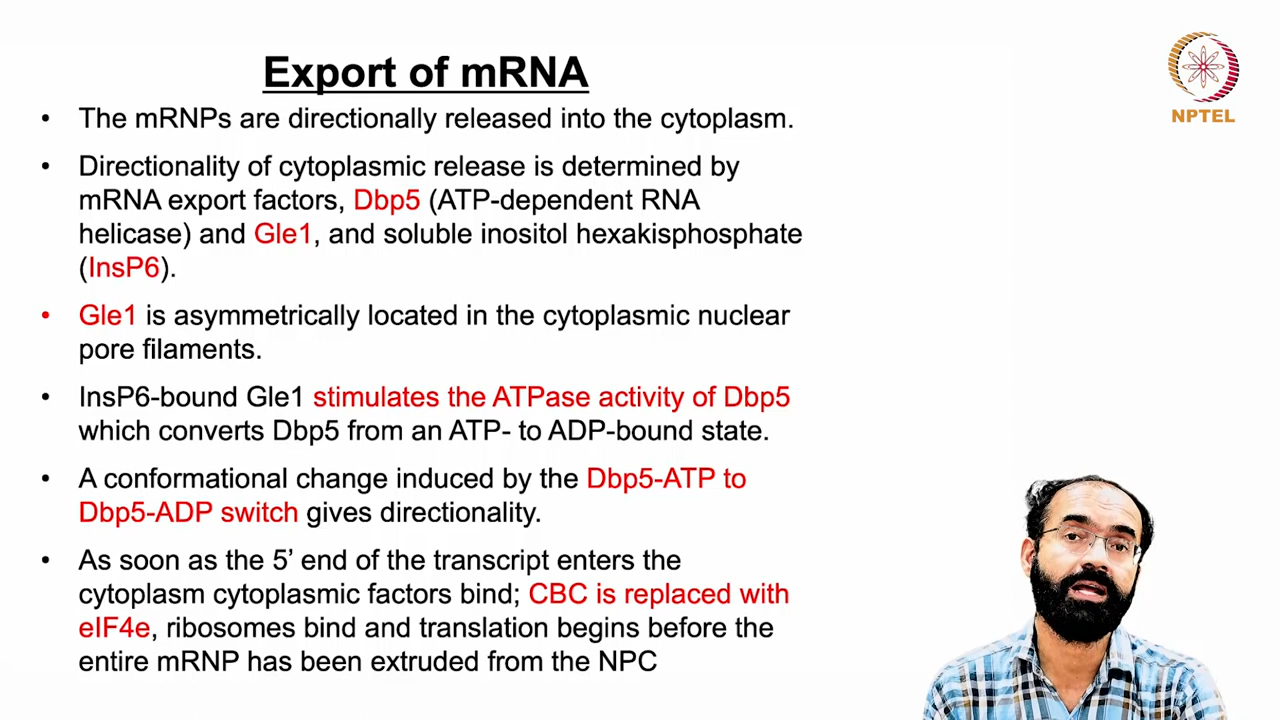 Export of mRNA
NPTEL
• The mRNPs are directionally released into the cytoplasm.
• Directionality of cytoplasmic release is determined by
mRNA export factors, Dbp5 (ATP-dependent RNA
helicase) and Gle1, and soluble inositol hexakisphosphate
(InsP6).
• Gle1 is asymmetrically located in the cytoplasmic nuclear
pore filaments.
• InsP6-bound Gle1 stimulates the ATPase activity of Dbp5
which converts Dbp5 from an ATP- to ADP-bound state.
• A conformational change induced by the Dbp5-ATP to
Dbp5-ADP switch gives directionality.
• As soon as the 5’ end of the transcript enters the
cytoplasm cytoplasmic factors bind; CBC is replaced with
eIF4e, ribosomes bind and translation begins before the
entire mRNP has been extruded from the NPC